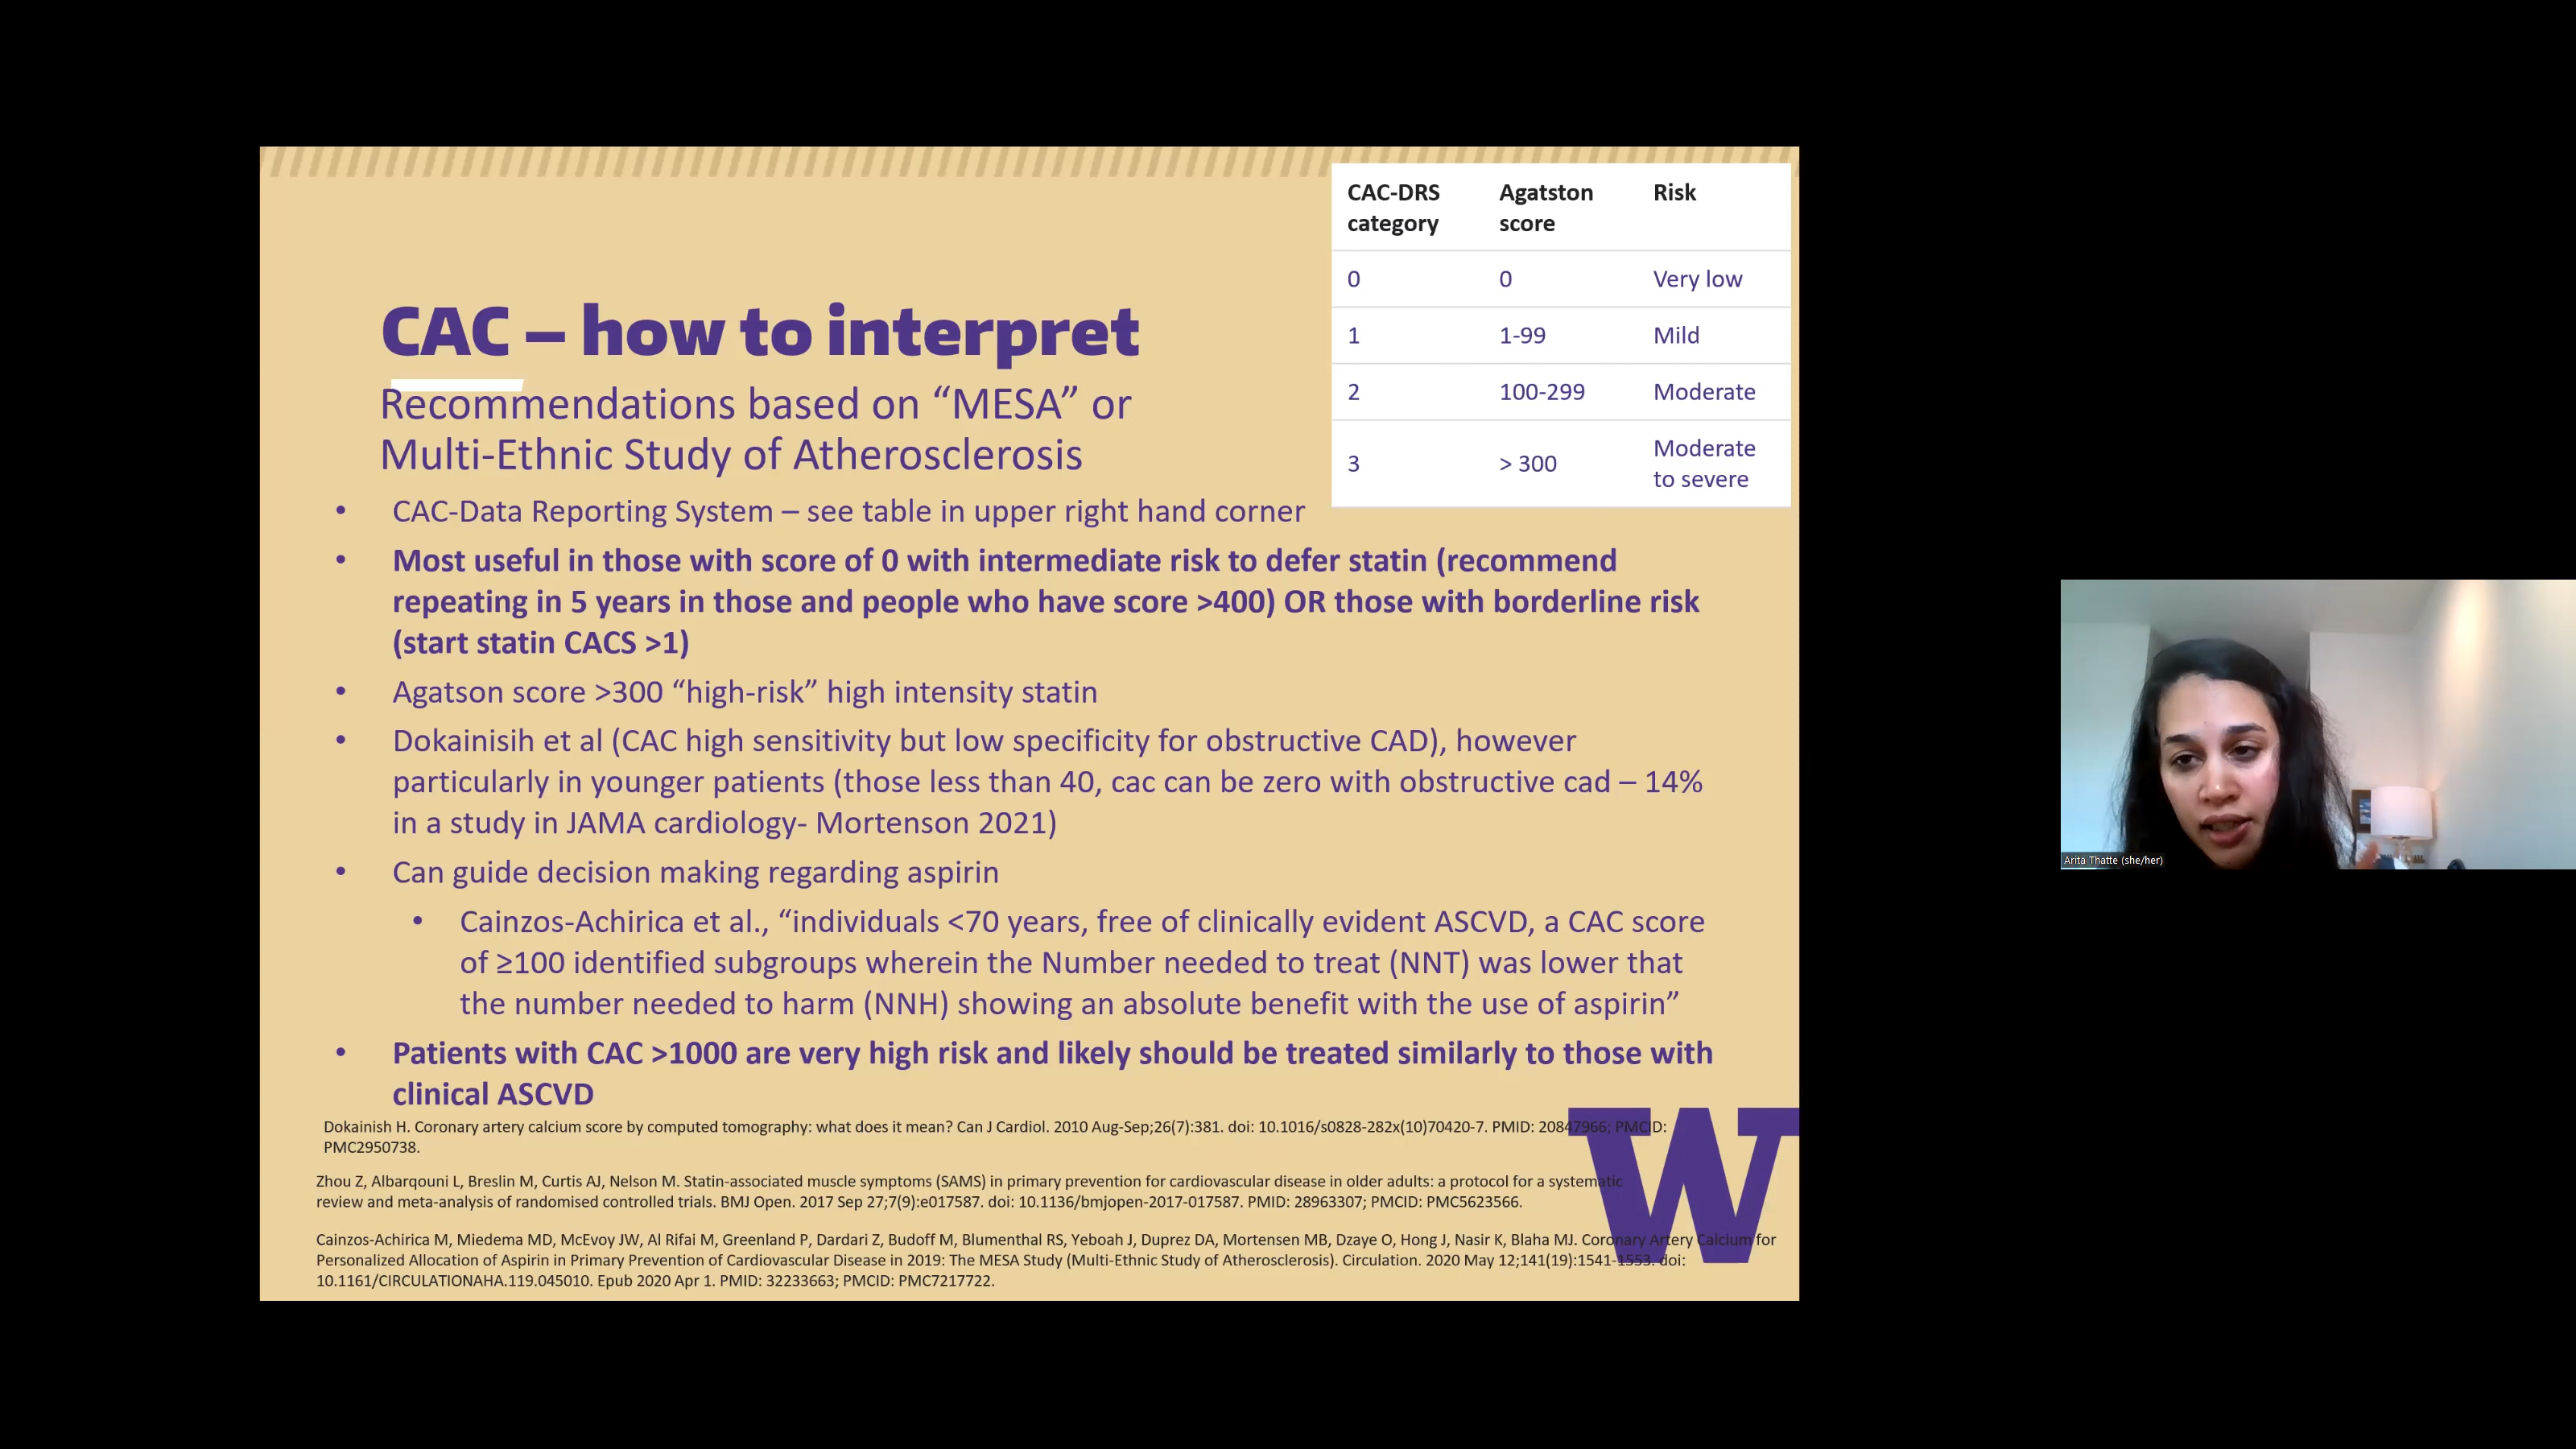 CAC-DRS category Agatston score Risk
0 0 Very low
1 1-99 Mild
2 100-299 Moderate
3 > 300 Moderate to severe
CAC – how to interpret
Recommendations based on “MESA” or
Multi-Ethnic Study of Atherosclerosis
• CAC-Data Reporting System – see table in upper right hand corner
• Most useful in those with score of 0 with intermediate risk to defer statin (recommend
repeating in 5 years in those and people who have score >400) OR those with borderline risk
(start statin CACS >1)
• Agatson score >300 “high-risk” high intensity statin
• Dokainisih et al (CAC high sensitivity but low specificity for obstructive CAD), however
particularly in younger patients (those less than 40, cac can be zero with obstructive cad – 14%
in a study in JAMA cardiology- Mortenson 2021)
• Can guide decision making regarding aspirin
• Cainzos-Achirica et al., “individuals <70 years, free of clinically evident ASCVD, a CAC score
of ≥100 identified subgroups wherein the Number needed to treat (NNT) was lower that
the number needed to harm (NNH) showing an absolute benefit with the use of aspirin”
• Patients with CAC >1000 are very high risk and likely should be treated similarly to those with
clinical ASCVD
Dokainish H. Coronary artery calcium score by computed tomography: what does it mean? Can J Cardiol. 2010 Aug-Sep;26(7):381. doi: 10.1016/s0828-282x(10)70420-7. PMID: 20847966; PMCID:
PMC2950738.
Zhou Z, Albarqouni L, Breslin M, Curtis AJ, Nelson M. Statin-associated muscle symptoms (SAMS) in primary prevention for cardiovascular disease in older adults: a protocol for a systematic
review and meta-analysis of randomised controlled trials. BMJ Open. 2017 Sep 27;7(9):e017587. doi: 10.1136/bmjopen-2017-017587. PMID: 28963307; PMCID: PMC5623566.
Cainzos-Achirica M, Miedema MD, McEvoy JW, Al Rifai M, Greenland P, Dardari Z, Budoff M, Blumenthal RS, Yeboah J, Duprez DA, Mortensen MB, Dzaye O, Hong J, Nasir K, Blaha MJ. Coronary Artery Calcium for
Personalized Allocation of Aspirin in Primary Prevention of Cardiovascular Disease in 2019: The MESA Study (Multi-Ethnic Study of Atherosclerosis). Circulation. 2020 May 12;141(19):1541-1553. doi:
10.1161/CIRCULATIONAHA.119.045010. Epub 2020 Apr 1. PMID: 32233663; PMCID: PMC7217722.
W
Arita Thatte (she/her)